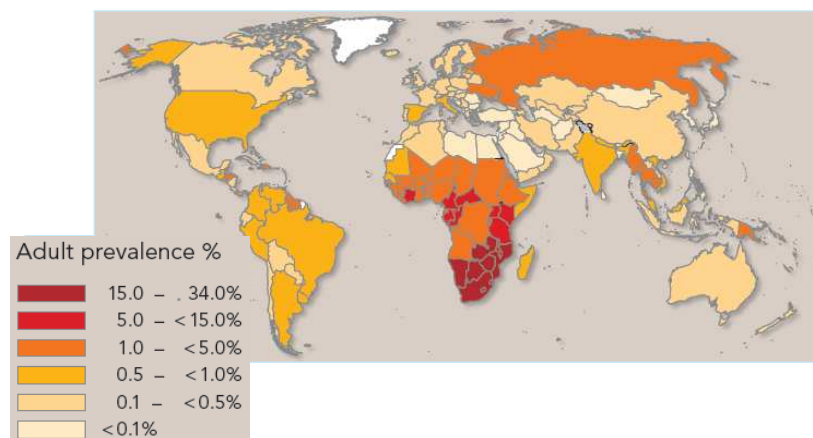 Adult prevalence %
15.0 – . 34.0%
5.0 – <15.0%
1.0 – <5.0%
0.5 – <1.0%
0.1 – <0.5%
<0.1%